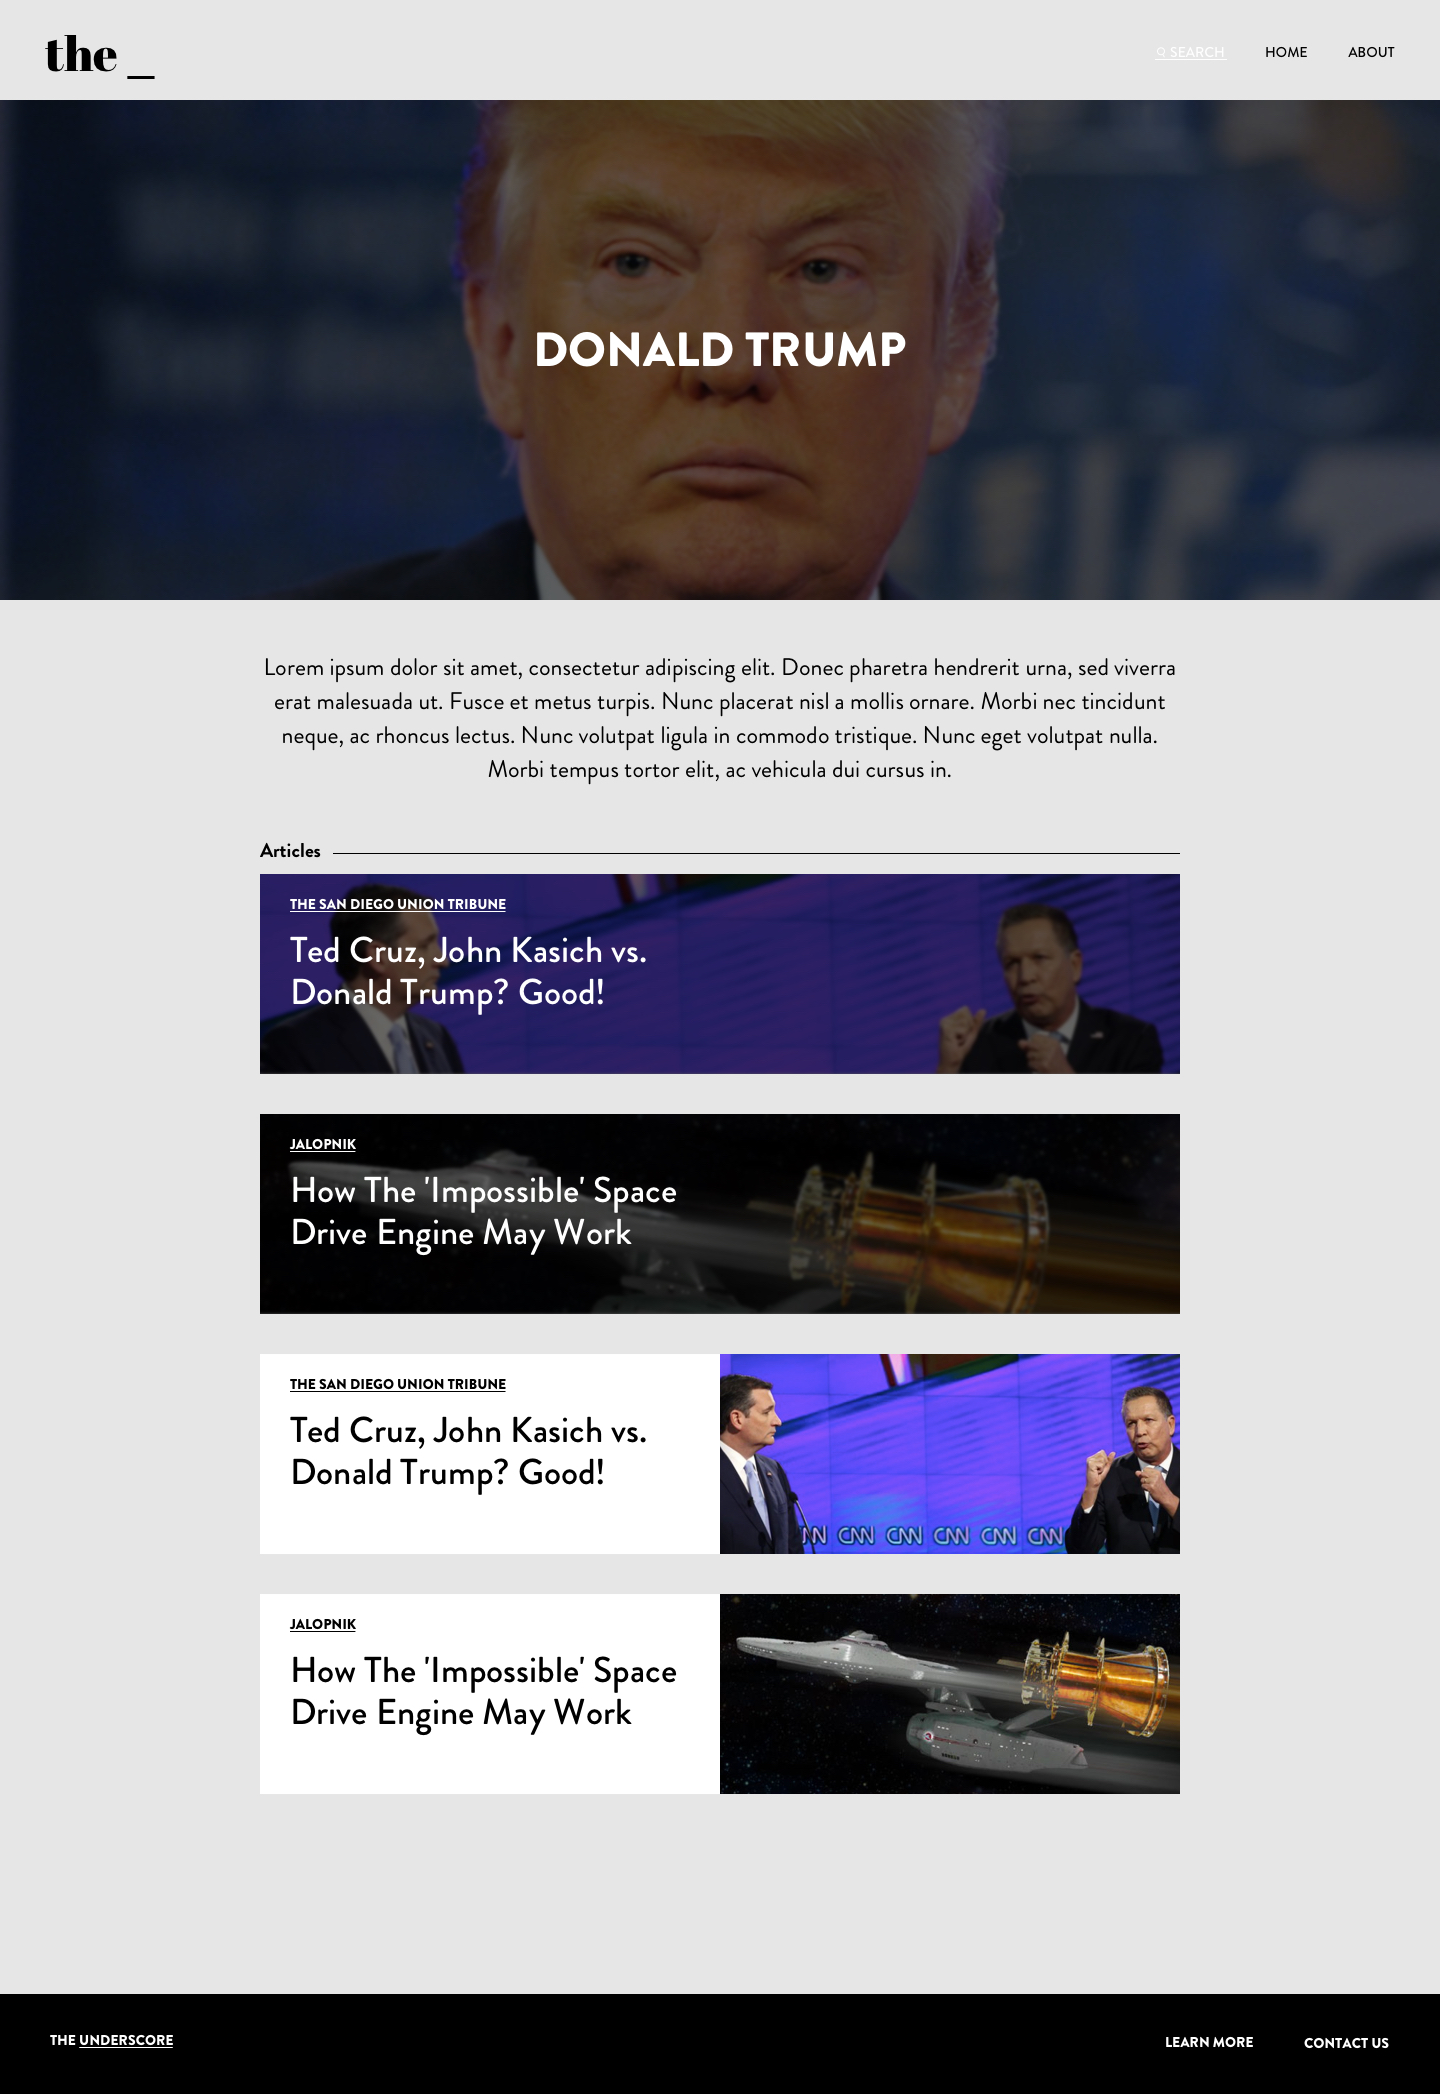 the _
SEARCH HOME ABOUT
DONALD TRUMP
Lorem ipsum dolor sit amet, consectetur adipiscing elit. Donec pharetra hendrerit urna, sed viverra
erat malesuada ut. Fusce et metus turpis. Nunc placerat nisl a mollis ornare. Morbi nec tincidunt
neque, ac rhoncus lectus. Nunc volutpat ligula in commodo tristique. Nunc eget volutpat nulla.
Morbi tempus tortor elit, ac vehicula dui cursus in.
Articles
THE SAN DIEGO UNION TRIBUNE
Ted Cruz, John Kasich vs.
Donald Trump? Good!
JALOPNIK
How The 'Impossible' Space
Drive Engine May Work
THE SAN DIEGO UNION TRIBUNE
Ted Cruz, John Kasich vs.
Donald Trump? Good!
CNN CNN CNN CNN CNN
JALOPNIK
How The 'Impossible' Space
Drive Engine May Work
THE UNDERSCORE
LEARN MORE CONTACT US